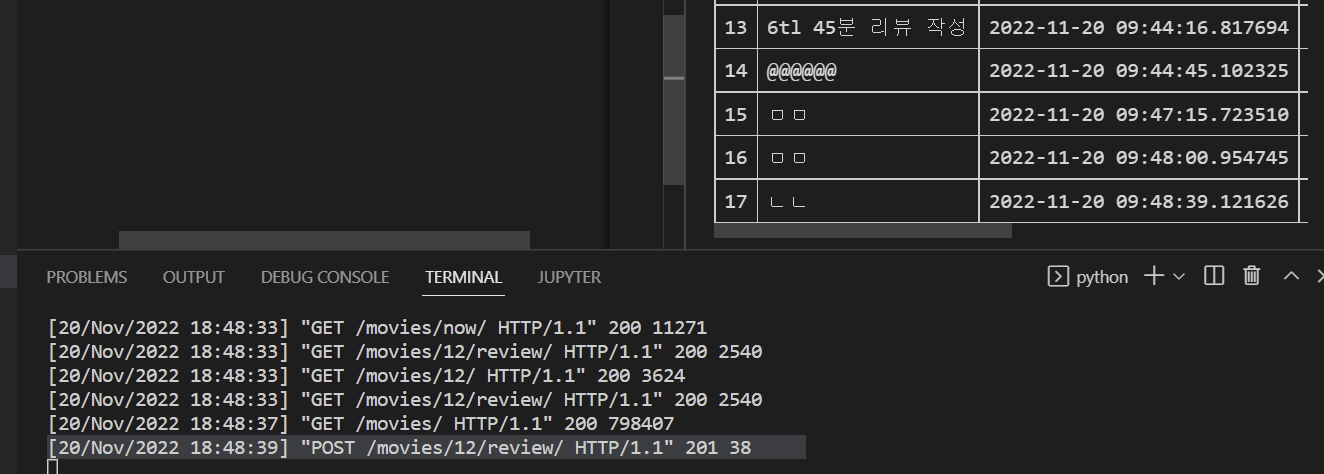 13 6tl 45분 리뷰 작성 2022-11-20 09:44:16.817694
14 @@@@@@ 2022-11-20 09:44:45.102325
15 ㅁㅁ 2022-11-20 09:47:15.723510
16 ㅁㅁ 2022-11-20 09:48:00.954745
17 ㄴㄴ 2022-11-20 09:48:39.121626
PROBLEMS OUTPUT DEBUG CONSOLE TERMINAL JUPYTER python
[20/Nov/2022 18:48:33] "GET /movies/now/ HTTP/1.1" 200 11271
[20/Nov/2022 18:48:33] "GET /movies/12/review/ HTTP/1.1" 200 2540
[20/Nov/2022 18:48:33] "GET /movies/12/ HTTP/1.1" 200 3624
[20/Nov/2022 18:48:33] "GET /movies/12/review/ HTTP/1.1" 200 2540
[20/Nov/2022 18:48:37] "GET /movies/ HTTP/1.1" 200 798407
[20/Nov/2022 18:48:39] "POST /movies/12/review/ HTTP/1.1" 201 38